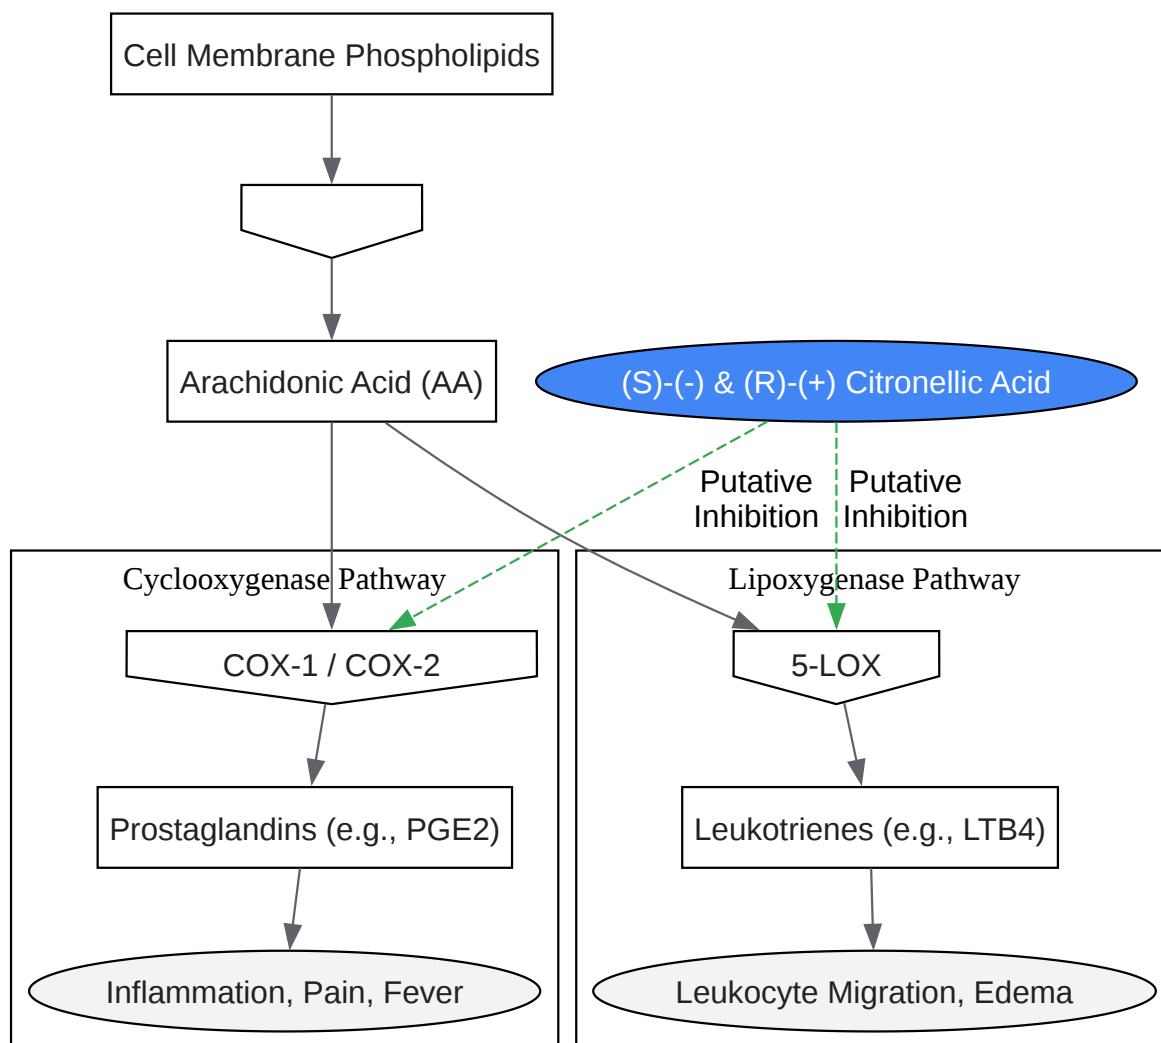 Cell Membrane Phospholipids
Arachidonic Acid (AA)
(S)-(-) & (R)-(+) Citronellic Acid
Putative
Inhibition
Putative
Inhibition
Cyclooxygenase Pathway
Lipoxygenase Pathway
COX-1 / COX-2
5-LOX
Prostaglandins (e.g., PGE2)
Leukotrienes (e.g., LTB4)
Inflammation, Pain, Fever
Leukocyte Migration, Edema